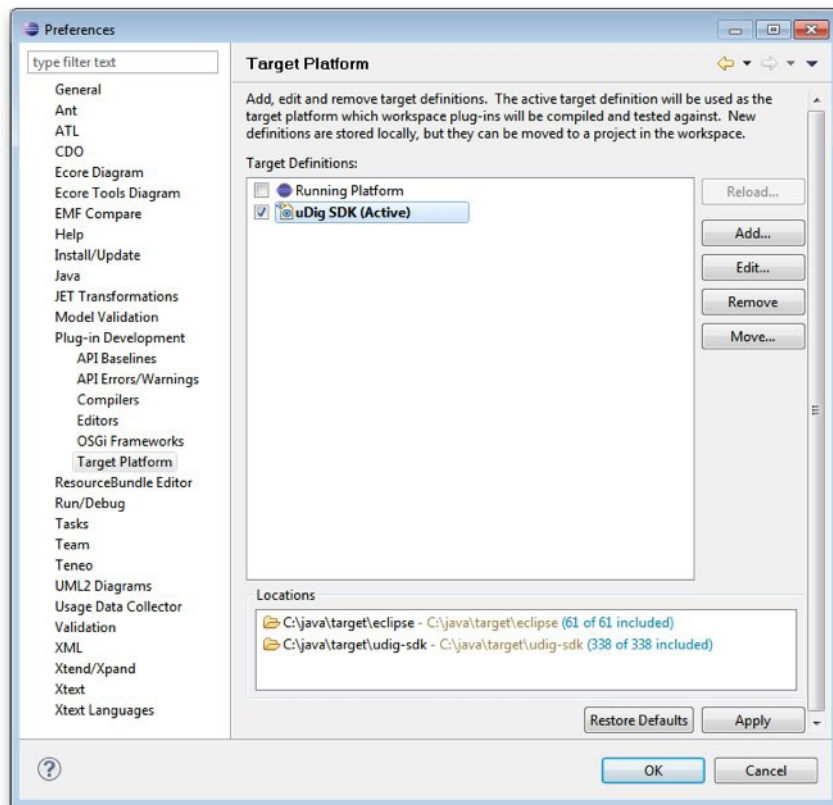 Preferences
type filter text
General
Ant
ATL
CDO
Ecore Diagram
Ecore Tools Diagram
EMF Compare
Help
Install/Update
Java
JET Transformations
Model Validation
Plug-in Development
API Baselines
API Errors/Warnings
Compilers
Editors
OSGi Frameworks
Target Platform
ResourceBundle Editor
Run/Debug
Tasks
Team
Teneo
UML2 Diagrams
Usage Data Collector
Validation
XML
Xtend/Xpand
Xtext
Xtext Languages
Target Platform
Add, edit and remove target definitions. The active target definition will be used as the
target platform which workspace plug-ins will be compiled and tested against. New
definitions are stored locally, but they can be moved to a project in the workspace.
Target Definitions:
Running Platform
uDig SDK (Active)
Reload...
Add...
Edit...
Remove
Move...
Locations
C:\java\target\eclipse - C:\java\target\eclipse (61 of 61 included)
C:\java\target\udig-sdk - C:\java\target\udig-sdk (338 of 338 included)
Restore Defaults
Apply
OK
Cancel